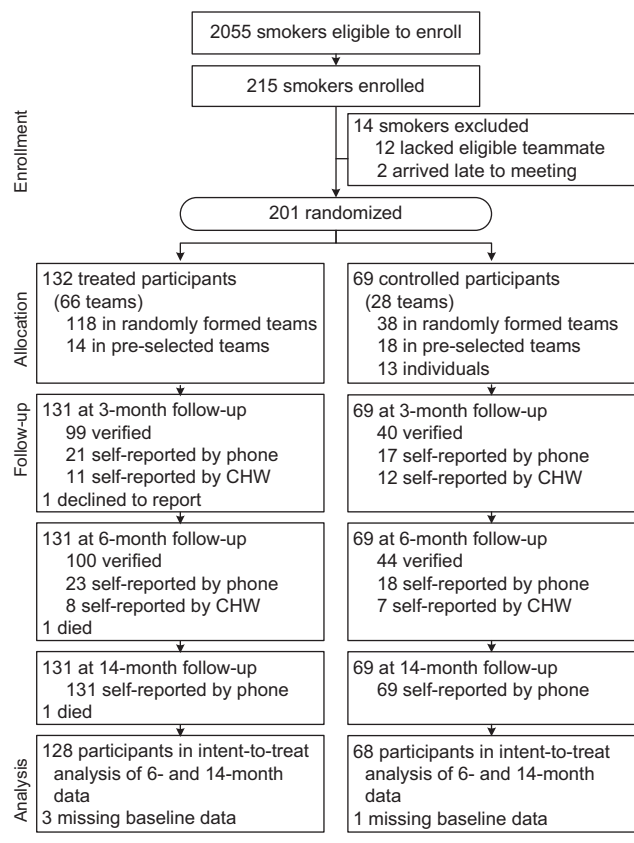 2055 smokers eligible to enroll
215 smokers enrolled
Enrollment
14 smokers excluded
12 lacked eligible teammate
2 arrived late to meeting
201 randomized
Allocation
132 treated participants
(66 teams)
118 in randomly formed teams
14 in pre-selected teams
69 controlled participants
(28 teams)
38 in randomly formed teams
18 in pre-selected teams
13 individuals
Follow-up
131 at 3-month follow-up
99 verified
21 self-reported by phone
11 self-reported by CHW
1 declined to report
69 at 3-month follow-up
40 verified
17 self-reported by phone
12 self-reported by CHW
131 at 6-month follow-up
100 verified
23 self-reported by phone
8 self-reported by CHW
1 died
69 at 6-month follow-up
44 verified
18 self-reported by phone
7 self-reported by CHW
131 at 14-month follow-up
131 self-reported by phone
1 died
69 at 14-month follow-up
69 self-reported by phone
Analysis
128 participants in intent-to-treat
analysis of 6- and 14-month
data
3 missing baseline data
68 participants in intent-to-treat
analysis of 6- and 14-month
data
1 missing baseline data